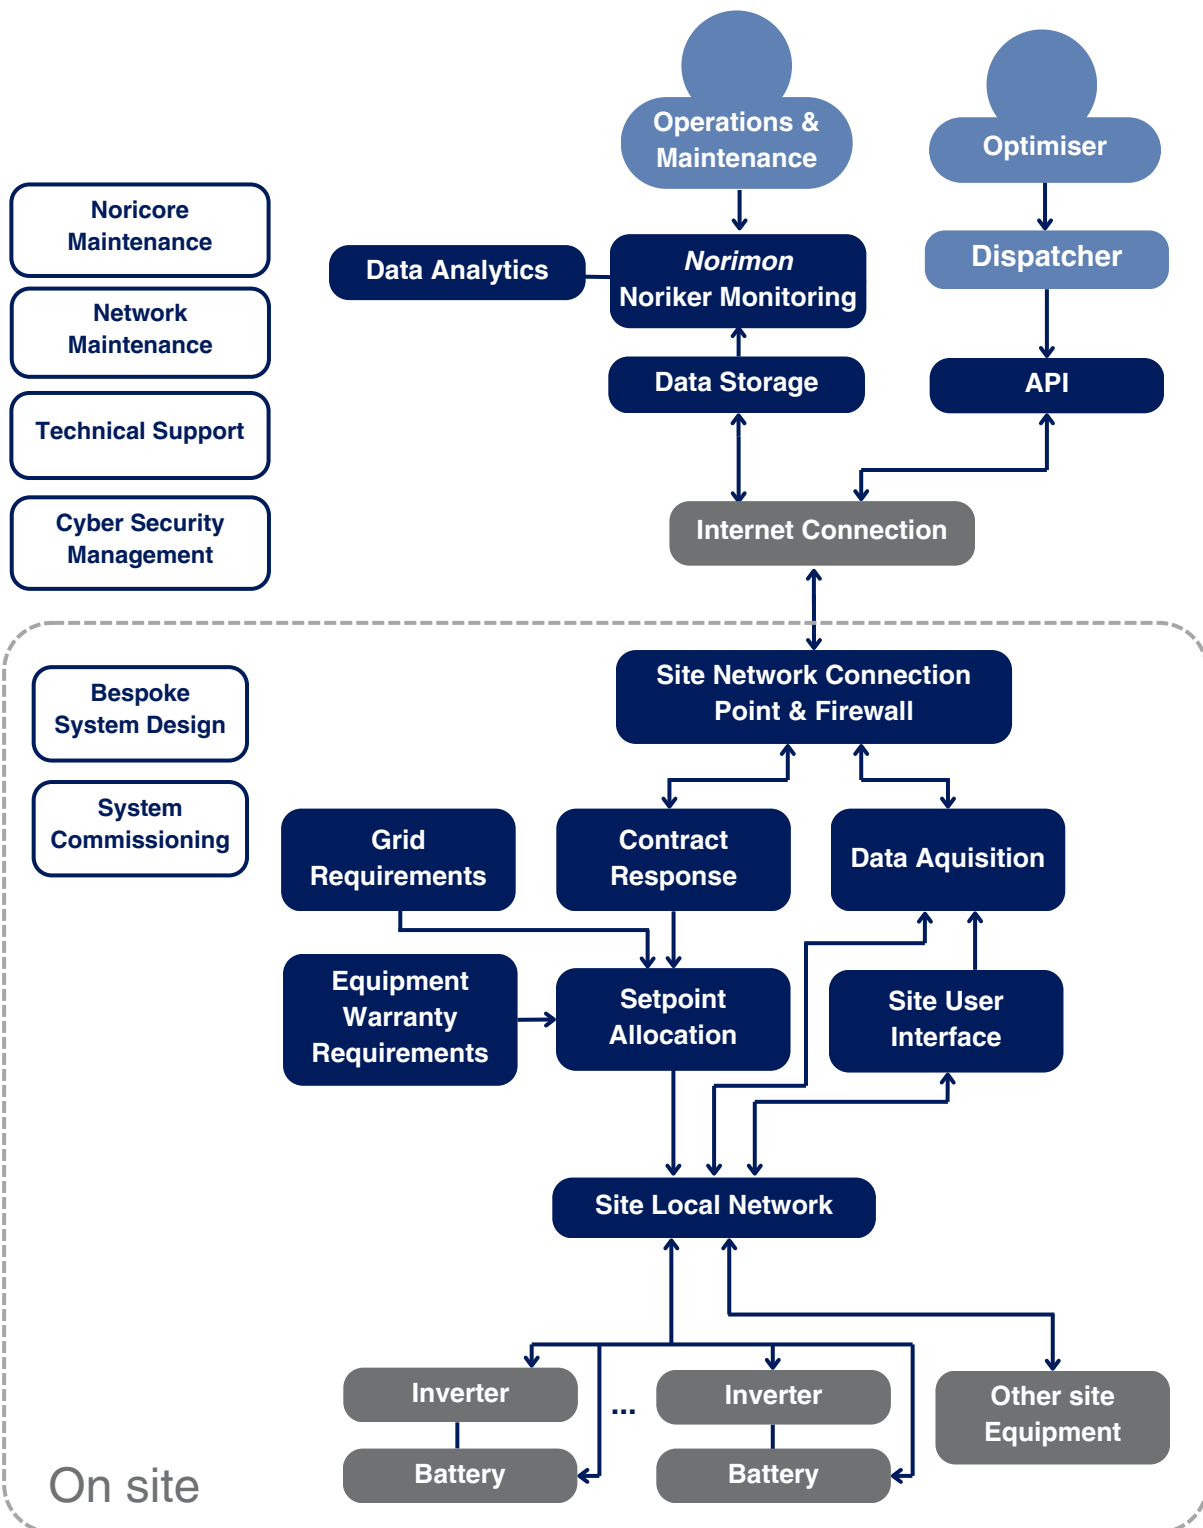 Operations &
Maintenance
Optimiser
Noricore
Maintenance
Data Analytics
Norimon
Noriker Monitoring
Dispatcher
Network
Maintenance
Data Storage
API
Technical Support
Cyber Security
Management
Internet Connection
Site Network Connection
Point & Firewall
Bespoke
System Design
System
Commissioning
Grid
Requirements
Contract
Response
Data Aquisition
Equipment
Warranty
Requirements
Setpoint
Allocation
Site User
Interface
Site Local Network
Inverter
...
Inverter
Other site
Equipment
Battery
Battery
On site